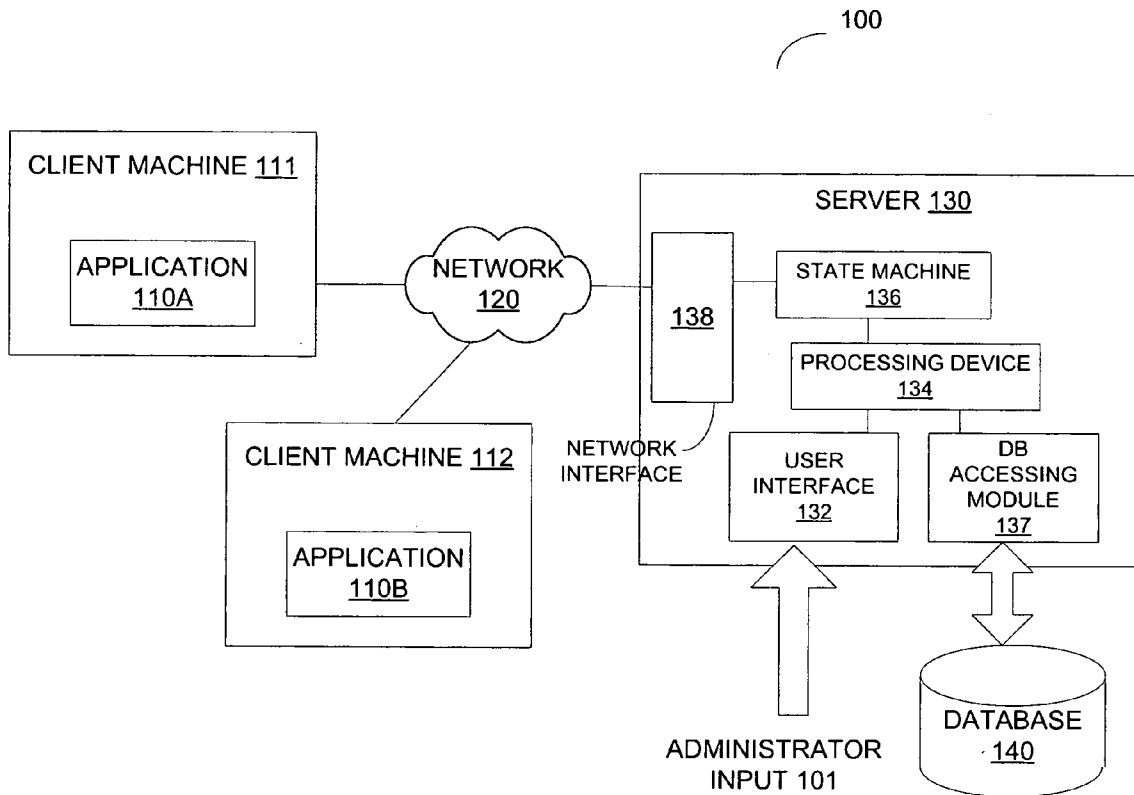 100
CLIENT MACHINE 111
APPLICATION
110A
NETWORK
120
SERVER 130
138
STATE MACHINE
136
PROCESSING DEVICE
134
NETWORK
INTERFACE
USER
INTERFACE
132
DB
ACCESSING
MODULE
137
CLIENT MACHINE 112
APPLICATION
110B
ADMINISTRATOR
INPUT 101
DATABASE
140